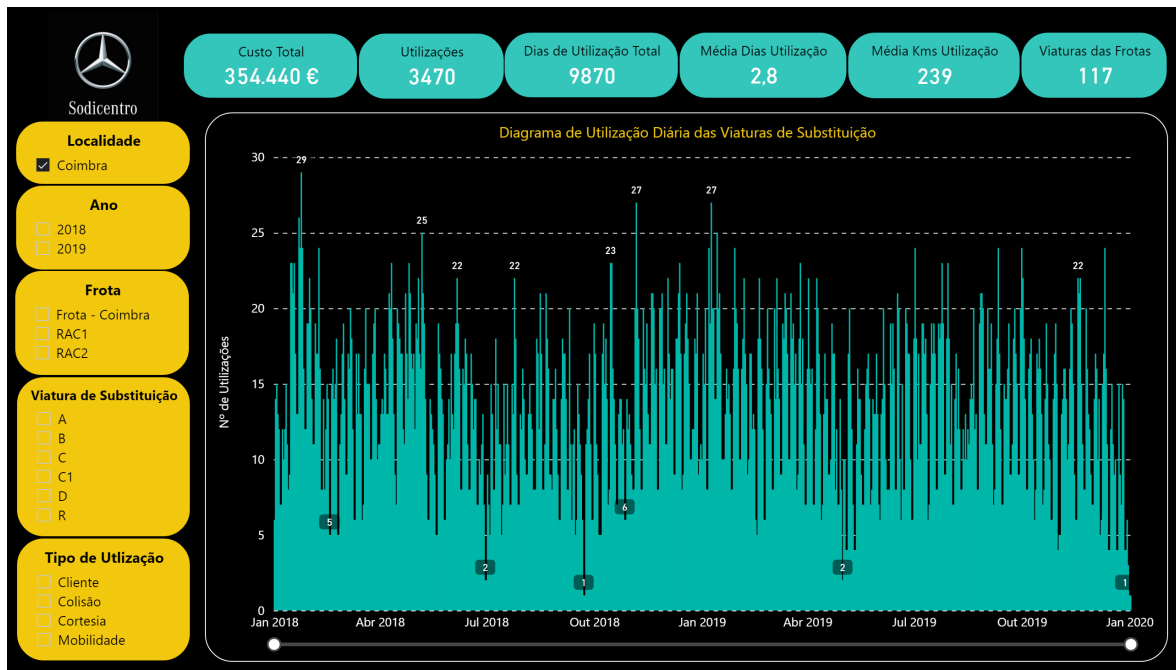 Sodicentro
Custo Total
354.440 €
Utilizações
3470
Dias de Utilização Total
9870
Média Dias Utilização
2,8
Média Kms Utilização
239
Viaturas das Frotas
117
Localidade
Coimbra
Ano
2018
2019
Frota
Frota - Coimbra
RAC1
RAC2
Viatura de Substituição
A
B
C
C1
D
R
Tipo de Utlização
Cliente
Colisão
Cortesia
Mobilidade
Diagrama de Utilização Diária das Viaturas de Substituição
Nº de Utilizações
30
25
20
15
10
5
0
29
25
22
22
23
27
27
22
5
2
1
6
2
1
Jan 2018
Abr 2018
Jul 2018
Out 2018
Jan 2019
Abr 2019
Jul 2019
Out 2019
Jan 2020